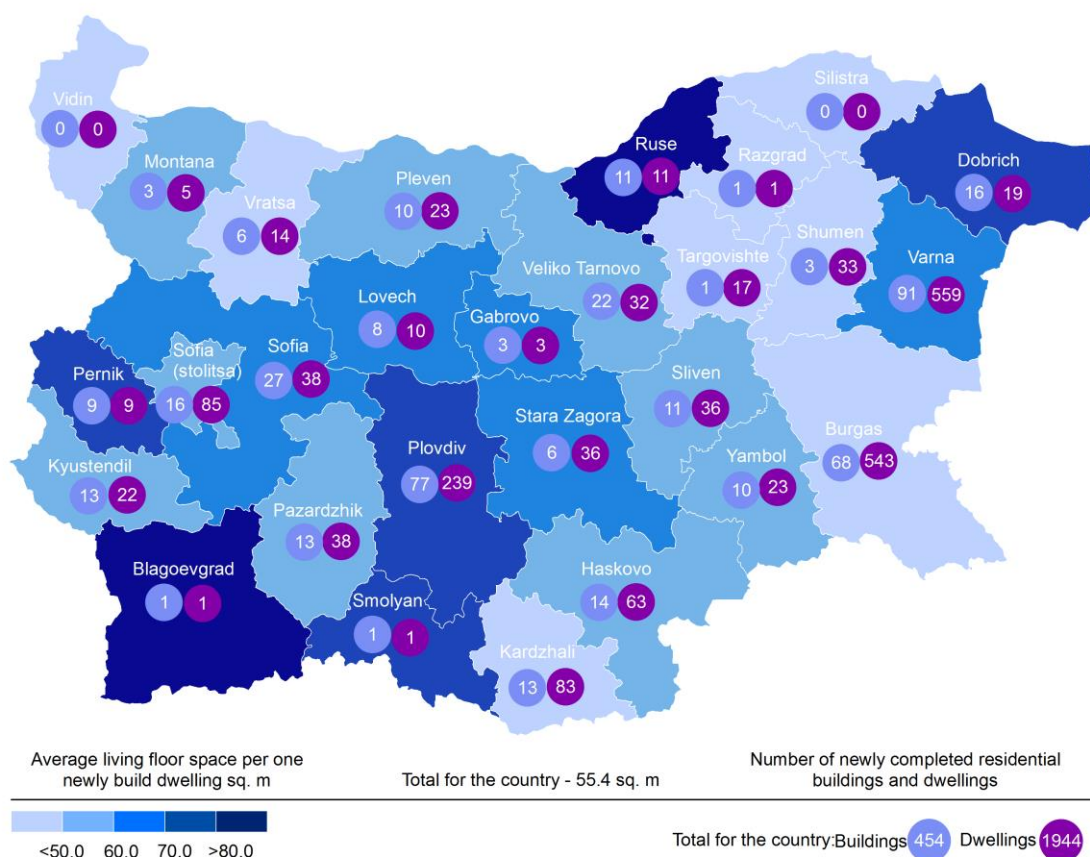 Silistra
0 0
Vidin
0 0
Ruse
11 11
Razgrad
1 1
Dobrich
16 19
Montana
3 5
Pleven
10 23
Vratsa
6 14
Shumen
3 33
Targovishte
1 17
Varna
91 559
Veliko Tarnovo
22 32
Lovech
8 10
Gabrovo
3 3
Sofia
(stolitsa)
16 85
Sofia
27 38
Pernik
9 9
Sliven
11 36
Stara Zagora
6 36
Burgas
68 543
Plovdiv
77 239
Yambol
10 23
Kyustendil
13 22
Pazardzhik
13 38
Blagoevgrad
1 1
Haskovo
14 63
Smolyan
1 1
Kardzhali
13 83
Average living floor space per one
newly build dwelling sq. m
Total for the country - 55.4 sq. m
Number of newly completed residential
buildings and dwellings
<50.0 60.0 70.0 >80.0
Total for the country:Buildings 454 Dwellings 1944